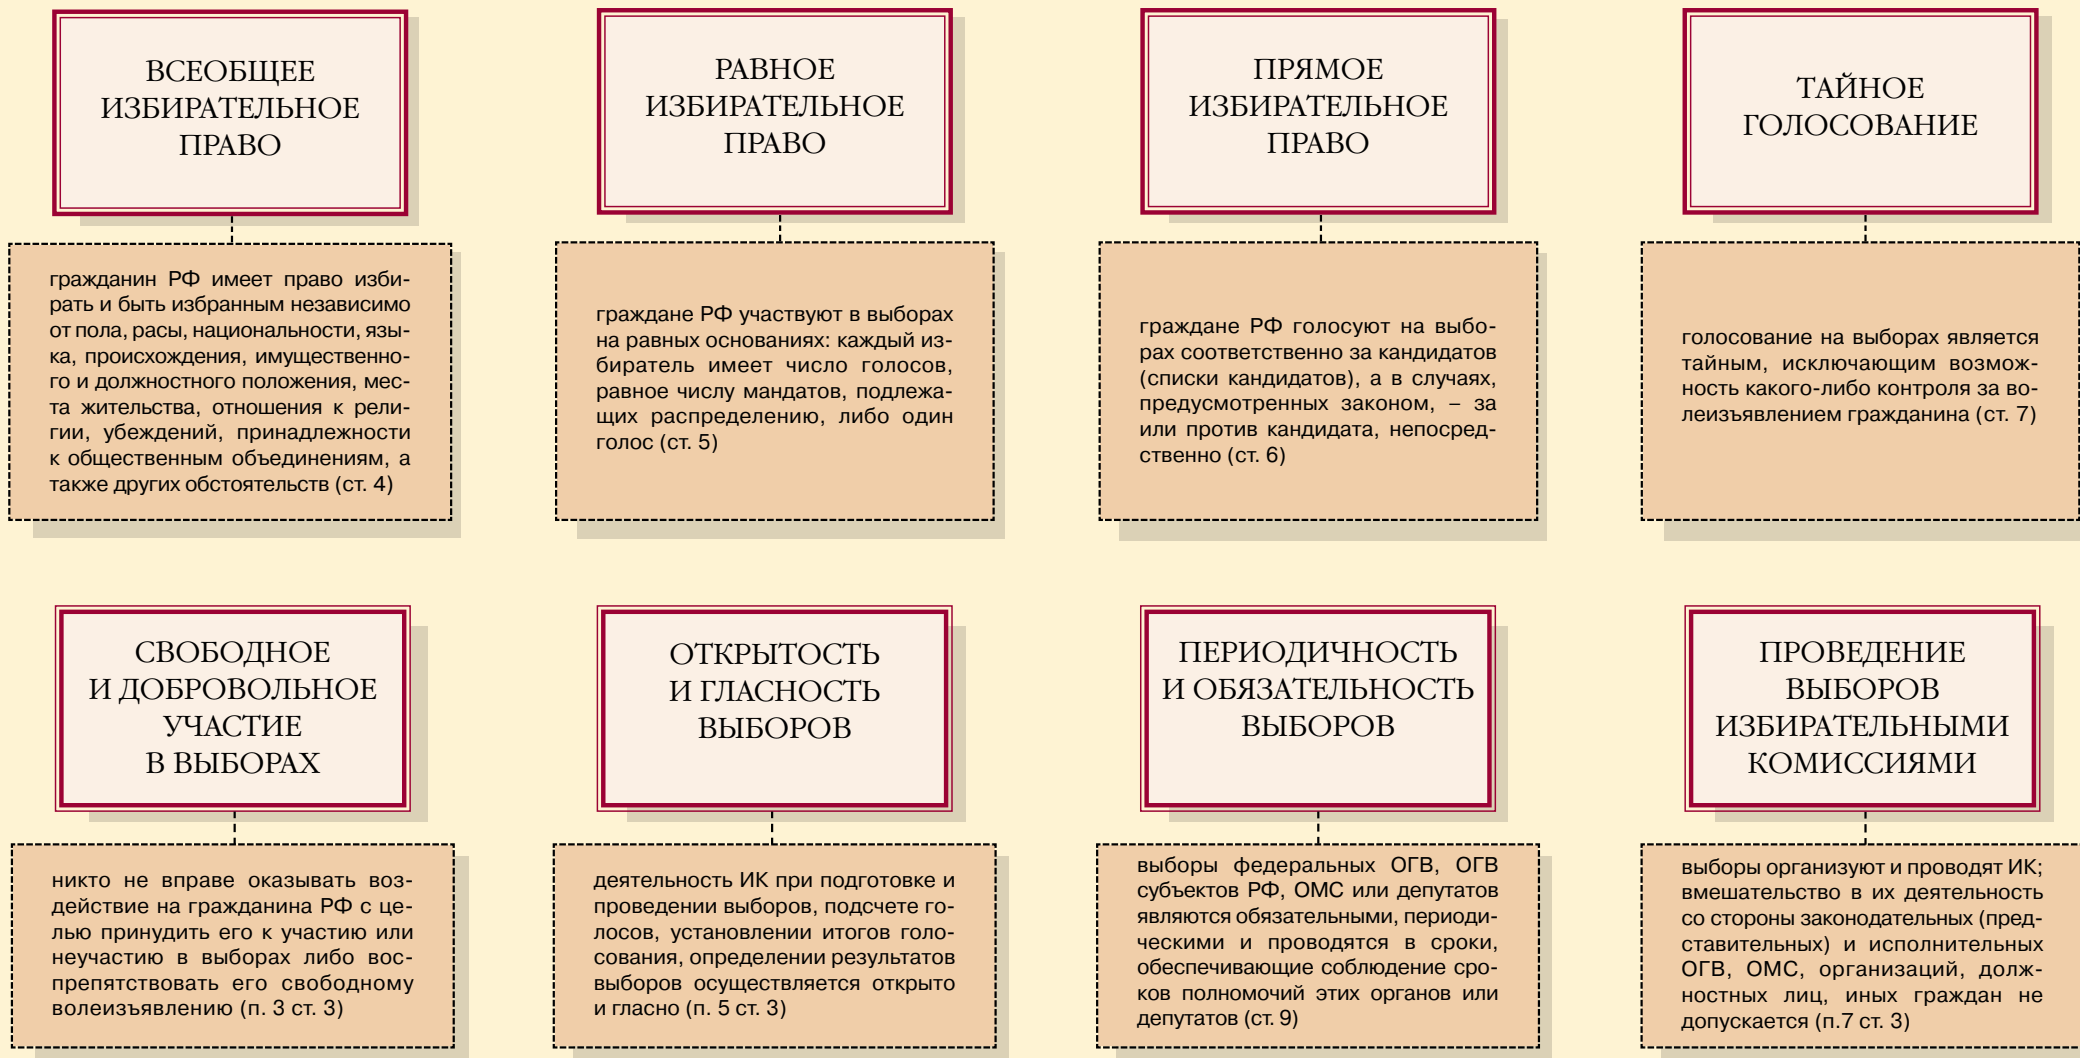 ВСЕОБЩЕЕ
ИЗБИРАТЕЛЬНОЕ
ПРАВО
гражданин РФ имеет право изби-
рать и быть избранным независимо
от пола, расы, национальности, язы-
ка, происхождения, имущественно-
го и должностного положения, мес-
та жительства, отношения к рели-
гии, убеждений, принадлежности
к общественным объединениям, а
также других обстоятельств (ст. 4)
РАВНОЕ
ИЗБИРАТЕЛЬНОЕ
ПРАВО
граждане РФ участвуют в выборах
на равных основаниях: каждый из-
биратель имеет число голосов,
равное числу мандатов, подлежа-
щих распределению, либо один
голос (ст. 5)
ПРЯМОЕ
ИЗБИРАТЕЛЬНОЕ
ПРАВО
граждане РФ голосуют на выбо-
рах соответственно за кандидатов
(списки кандидатов), а в случаях,
предусмотренных законом, – за
или против кандидата, непосред-
ственно (ст. 6)
ТАЙНОЕ
ГОЛОСОВАНИЕ
голосование на выборах является
тайным, исключающим возмож-
ность какого-либо контроля за во-
леизъявлением гражданина (ст. 7)
СВОБОДНОЕ
И ДОБРОВОЛЬНОЕ
УЧАСТИЕ
В ВЫБОРАХ
никто не вправе оказывать воз-
действие на гражданина РФ с це-
лью принудить его к участию или
неучастию в выборах либо вос-
препятствовать его свободному
волеизъявлению (п. 3 ст. 3)
ОТКРЫТОСТЬ
И ГЛАСНОСТЬ
ВЫБОРОВ
деятельность ИК при подготовке и
проведении выборов, подсчете го-
лосов, установлении итогов голо-
сования, определении результатов
выборов осуществляется открыто
и гласно (п. 5 ст. 3)
ПЕРИОДИЧНОСТЬ
И ОБЯЗАТЕЛЬНОСТЬ
ВЫБОРОВ
выборы федеральных ОГВ, ОГВ
субъектов РФ, ОМС или депутатов
являются обязательными, периоди-
ческими и проводятся в сроки,
обеспечивающие соблюдение сро-
ков полномочий этих органов или
депутатов (ст. 9)
ПРОВЕДЕНИЕ
ВЫБОРОВ
ИЗБИРАТЕЛЬНЫМИ
КОМИССИЯМИ
выборы организуют и проводят ИК;
вмешательство в их деятельность
со стороны законодательных (пред-
ставительных) и исполнительных
ОГВ, ОМС, организаций, долж-
ностных лиц, иных граждан не
допускается (п.7 ст. 3)